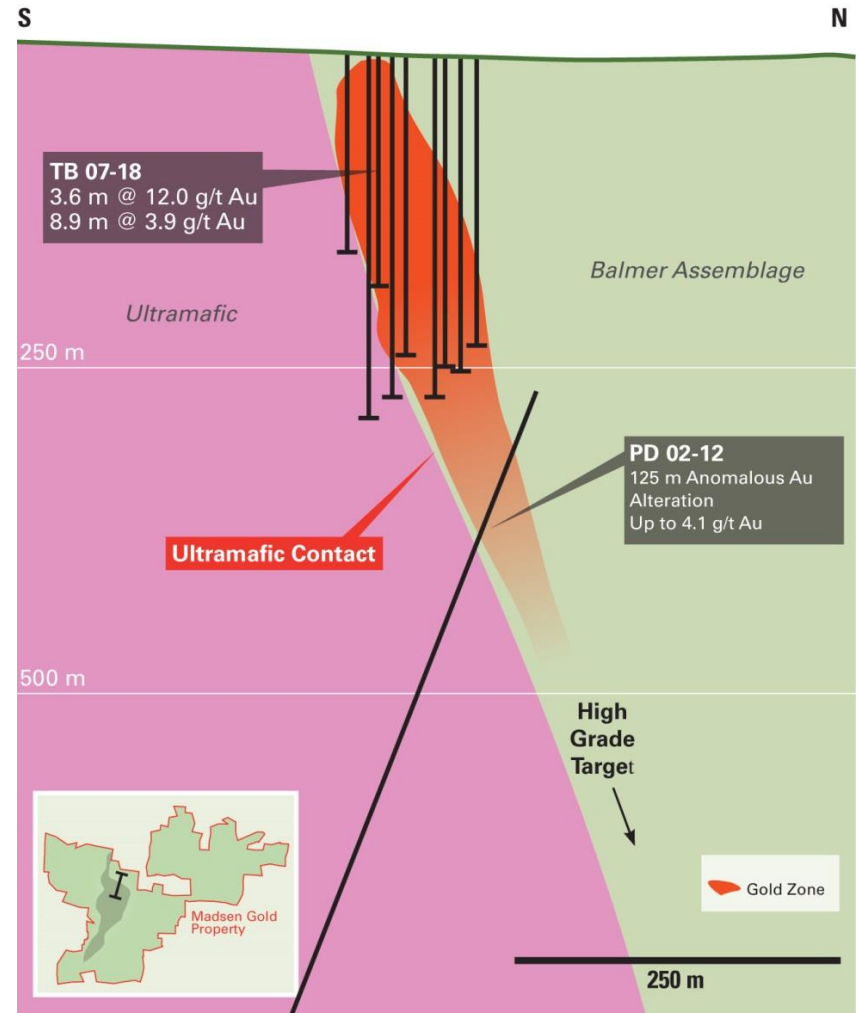 S
N
TB 07-18
3.6 m @ 12.0 g/t Au
8.9 m @ 3.9 g/t Au
Balmer Assemblage
Ultramafic
250 m
PD 02-12
125 m Anomalous Au
Alteration
Up to 4.1 g/t Au
Ultramafic Contact
500 m
High
Grade
Target
Madsen Gold
Property
Gold Zone
250 m